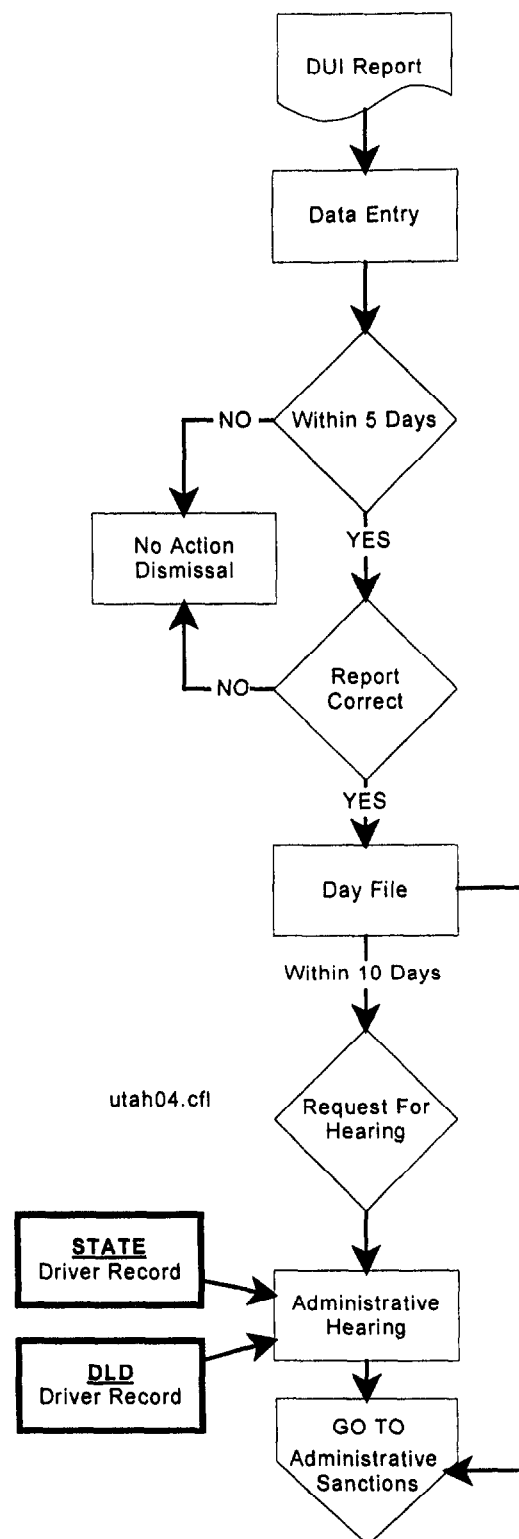 DUI Report
Data Entry
Within 5 Days
NO
No Action
Dismissal
YES
Report
Correct
NO
YES
Day File
Within 10 Days
utah04.cfl
Request For
Hearing
STATE
Driver Record
Administrative
Hearing
DLD
Driver Record
GO TO
Administrative
Sanctions